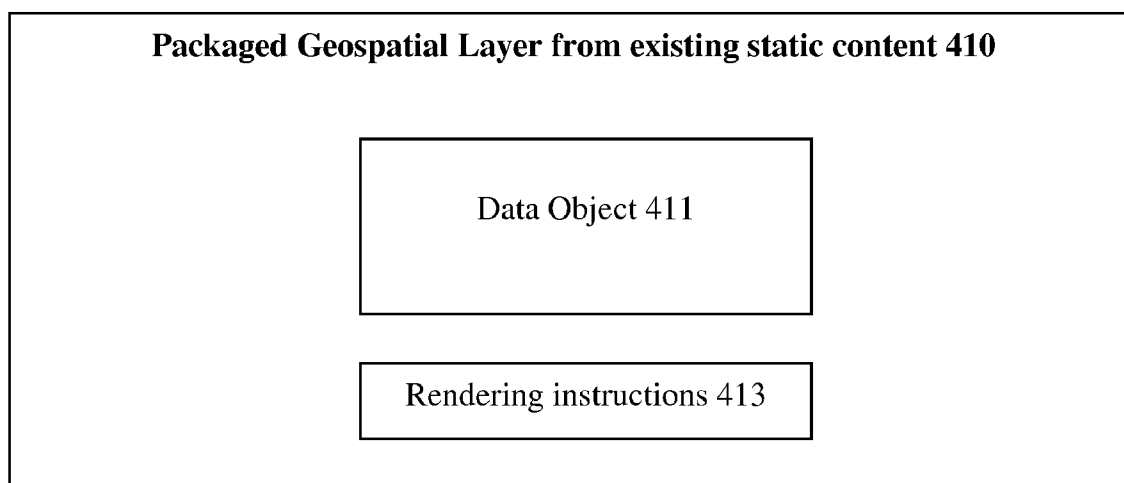 Packaged Geospatial Layer from existing static content 410
Data Object 411
Rendering instructions 413